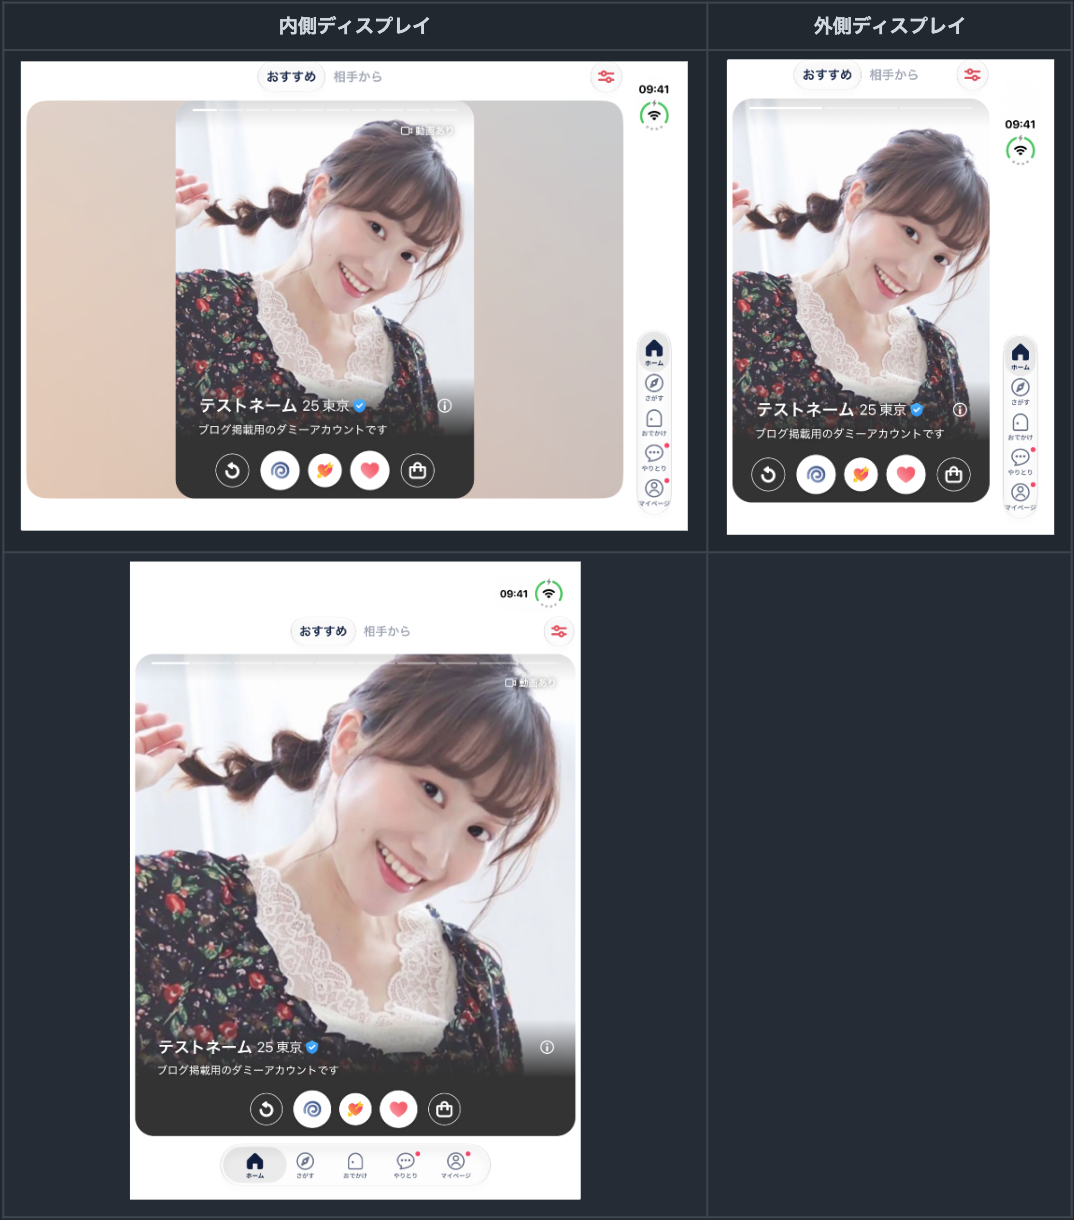 内側ディスプレイ
外側ディスプレイ
おすすめ
相手から
09:41
動画あり
テストネーム 25 東京
ブログ掲載用のダミーアカウントです
ホーム
さがす
おでかけ
やりとり
マイページ
おすすめ
相手から
09:41
テストネーム 25 東京
ブログ掲載用のダミーアカウントです
ホーム
さがす
おでかけ
やりとり
マイページ
09:41
おすすめ
相手から
動画あり
テストネーム 25 東京
ブログ掲載用のダミーアカウントです
ホーム
さがす
おでかけ
やりとり
マイページ